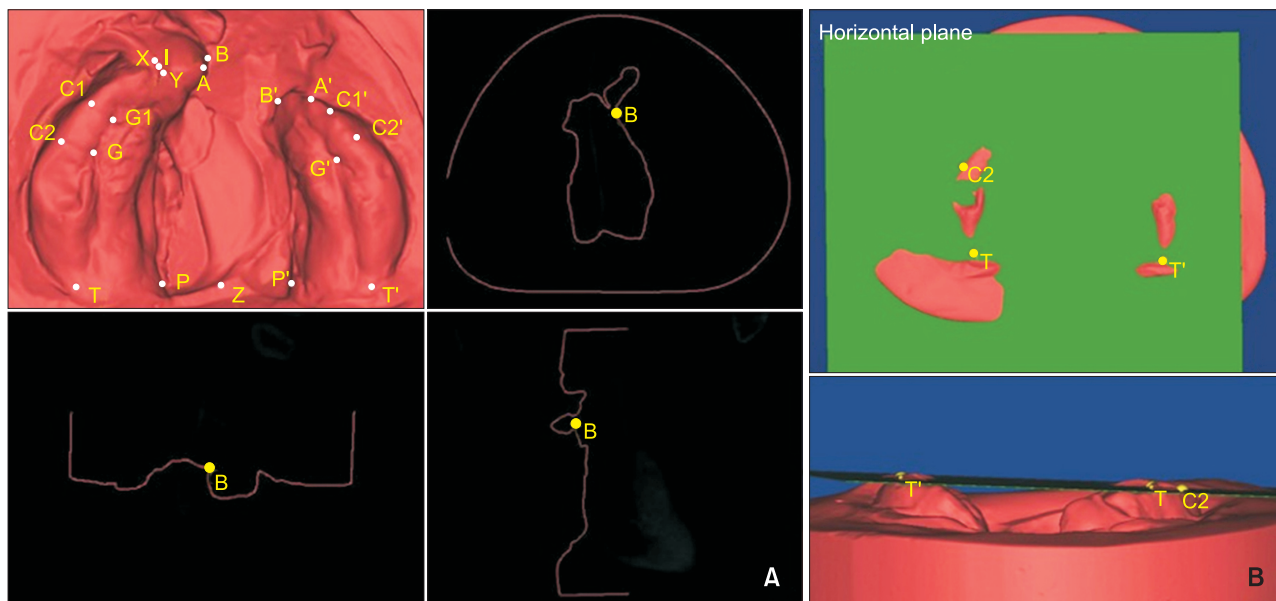 X I B
Y A
C1 B' A'
C1'
G1
C2 C2'
G G'
T P Z P' T'
B
B
B
A
Horizontal plane
C2
T T'
T' T C2
B